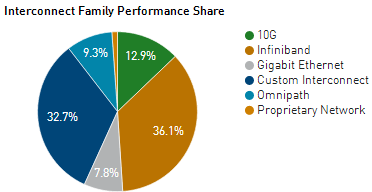 Interconnect Family Performance Share
9.3%
12.9%
32.7%
36.1%
7.8%
10G
Infiniband
Gigabit Ethernet
Custom Interconnect
Omnipath
Proprietary Network